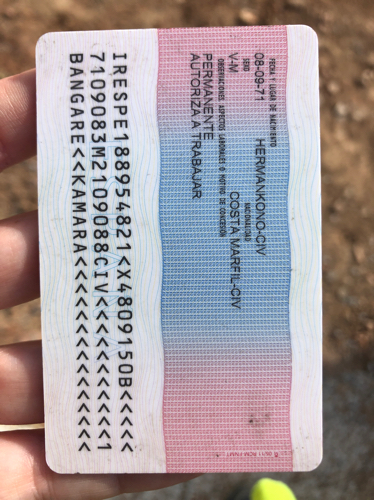 FECHA Y LUGAR DE NACIMIENTO
08-09-71 HERMANKONO-CIV
SEXO NACIONALIDAD
V-M COSTA MARFIL-CIV
OBSERVACIONES, ASPECTOS LABORALES O MOTIVO DE CONCESIÓN
PERMANENTE
AUTORIZA A TRABAJAR
IRESPE188954821<X4809150B<<<<<
7109083M2109088CIV<<<<<<<<<<<1
BANGARE<<KAMARA<<<<<<<<<<<<<<<